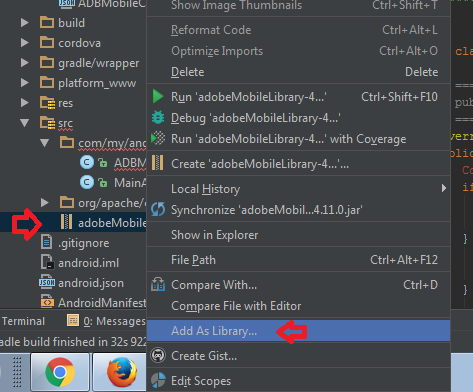 ADBMobileC
build
cordova
gradle/wrapper
platform_www
res
src
com/my/and
ADBM
MainA
org/apache/c
adobeMobile
.gitignore
android.iml
android.json
AndroidManifest
Terminal 0: Messages
adle build finished in 32s 922
Show Image Thumbnails Ctrl+Shift+T
Reformat Code Ctrl+Alt+L
Optimize Imports Ctrl+Alt+O
Delete Delete
Run 'adobeMobileLibrary-4...' Ctrl+Shift+F10
Debug 'adobeMobileLibrary-4...'
Run 'adobeMobileLibrary-4...' with Coverage
Create 'adobeMobileLibrary-4...'...
Local History
Synchronize 'adobeMobil...4.11.0.jar'
Show in Explorer
File Path Ctrl+Alt+F12
Compare With... Ctrl+D
Compare File with Editor
Add As Library...
Create Gist...
Edit Scopes
cla
===
pub
===
verr
olic
Co
if
}
}